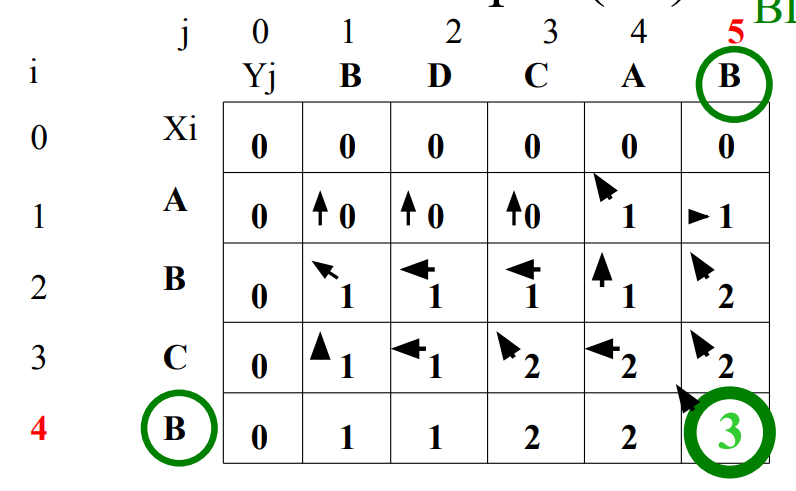 j 0 1 2 3 4 5
i Yj B D C A B
0 Xi 0 0 0 0 0 0
1 A 0 0 0 0 1 1
2 B 0 1 1 1 1 2
3 C 0 1 1 2 2 2
4 B 0 1 1 2 2 3